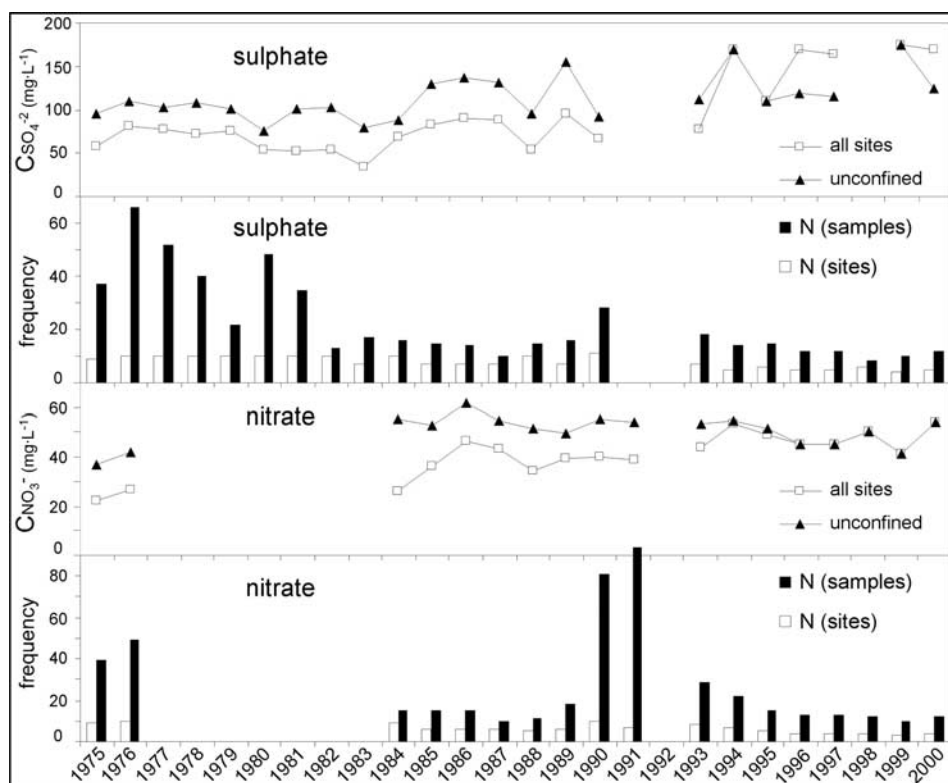 200
150
100
50
0
C SO₄⁻² (mg·L⁻¹)
sulphate
all sites
unconfined
60
40
20
0
frequency
sulphate
N (samples)
N (sites)
60
40
20
0
C NO₃⁻ (mg·L⁻¹)
nitrate
all sites
unconfined
80
60
40
20
0
frequency
nitrate
N (samples)
N (sites)
1975 1976 1977 1978 1979 1980 1981 1982 1983 1984 1985 1986 1987 1988 1989 1990 1991 1992 1993 1994 1995 1996 1997 1998 1999 2000